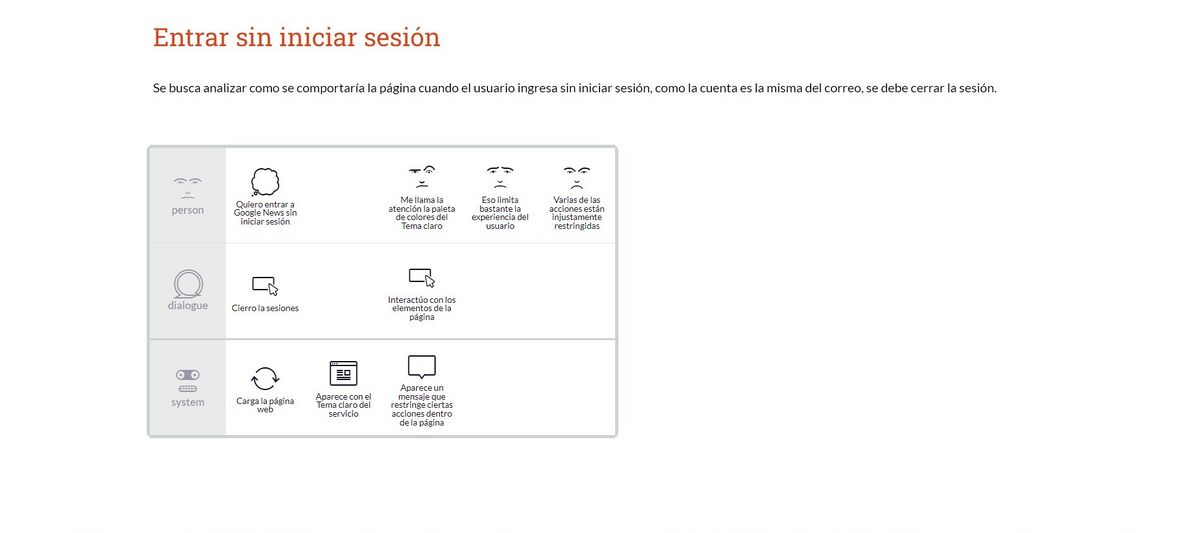 Entrar sin iniciar sesión
Se busca analizar como se comportaría la página cuando el usuario ingresa sin iniciar sesión, como la cuenta es la misma del correo, se debe cerrar la sesión.
person
Quiero entrar a
Google News sin
iniciar sesión
Me llama la
atención la paleta
de colores del
Tema claro
Eso limita
bastante la
experiencia del
usuario
Varias de las
acciones están
injustamente
restringidas
dialogue
Cierro la sesiones
Interactúo con los
elementos de la
página
system
Carga la página
web
Aparece con el
Tema claro del
servicio
Aparece un
mensaje que
restringe ciertas
acciones dentro
de la página